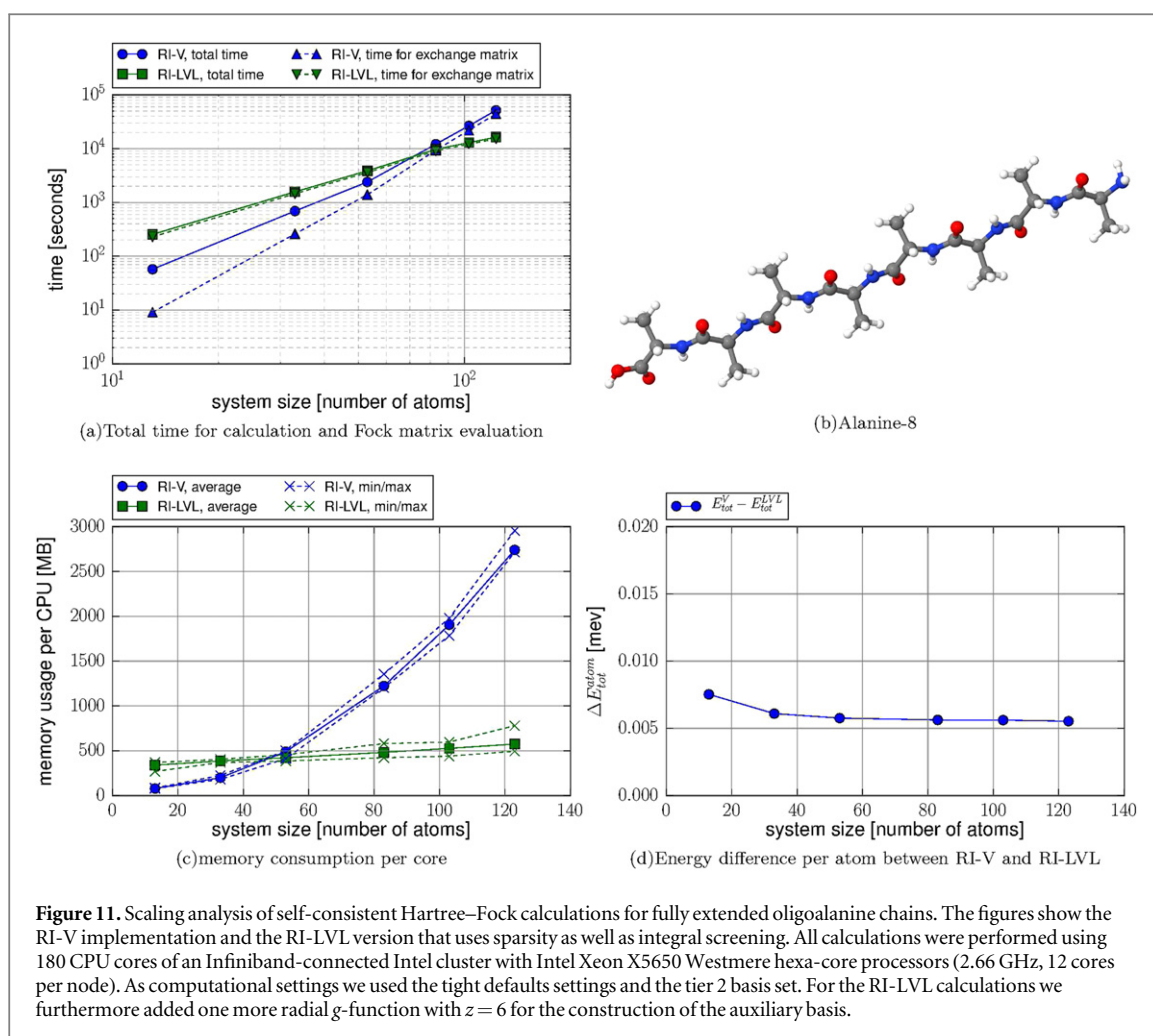 RI-V, total time
RI-V, time for exchange matrix
RI-LVL, total time
RI-LVL, time for exchange matrix
10^5
10^4
10^3
10^2
10^1
10^0
time [seconds]
10^1
10^2
system size [number of atoms]
(a)Total time for calculation and Fock matrix evaluation
(b)Alanine-8
RI-V, average
RI-V, min/max
RI-LVL, average
RI-LVL, min/max
3000
2500
2000
1500
1000
500
0
memory usage per CPU [MB]
0 20 40 60 80 100 120 140
system size [number of atoms]
(c)memory consumption per core
E_{tot}^{V} − E_{tot}^{LVL}
0.020
0.015
0.010
0.005
0.000
ΔE_{tot}^{atom} [mev]
0 20 40 60 80 100 120 140
system size [number of atoms]
(d)Energy difference per atom between RI-V and RI-LVL
Figure 11. Scaling analysis of self-consistent Hartree–Fock calculations for fully extended oligoalanine chains. The figures show the
RI-V implementation and the RI-LVL version that uses sparsity as well as integral screening. All calculations were performed using
180 CPU cores of an Infiniband-connected Intel cluster with Intel Xeon X5650 Westmere hexa-core processors (2.66 GHz, 12 cores
per node). As computational settings we used the tight defaults settings and the tier 2 basis set. For the RI-LVL calculations we
furthermore added one more radial g-function with z = 6 for the construction of the auxiliary basis.